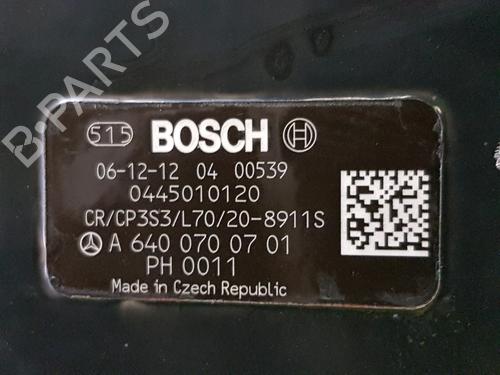 B-PARTS
515 BOSCH
06-12-12 04 00539
0445010120
CR/CP3S3/L70/20-8911S
A 640 070 07 01
PH 0011
Made in Czech Republic